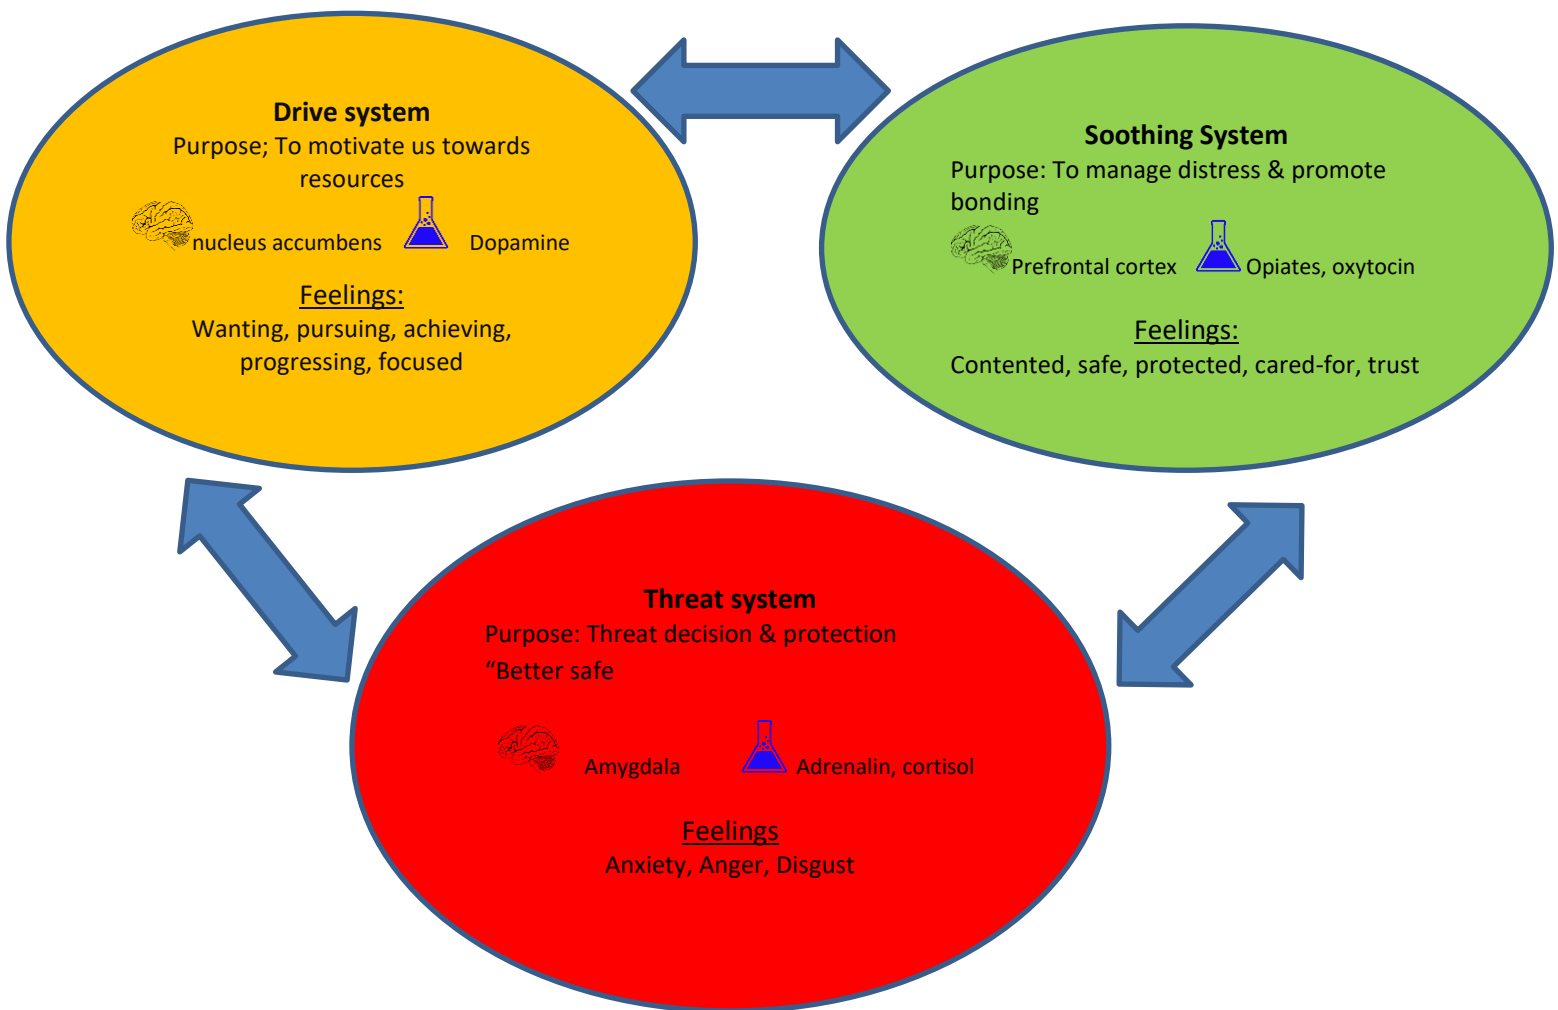 Drive system
Purpose; To motivate us towards
resources
nucleus accumbens Dopamine
Feelings:
Wanting, pursuing, achieving,
progressing, focused
Soothing System
Purpose: To manage distress & promote
bonding
Prefrontal cortex Opiates, oxytocin
Feelings:
Contented, safe, protected, cared-for, trust
Threat system
Purpose: Threat decision & protection
“Better safe
Amygdala Adrenalin, cortisol
Feelings
Anxiety, Anger, Disgust